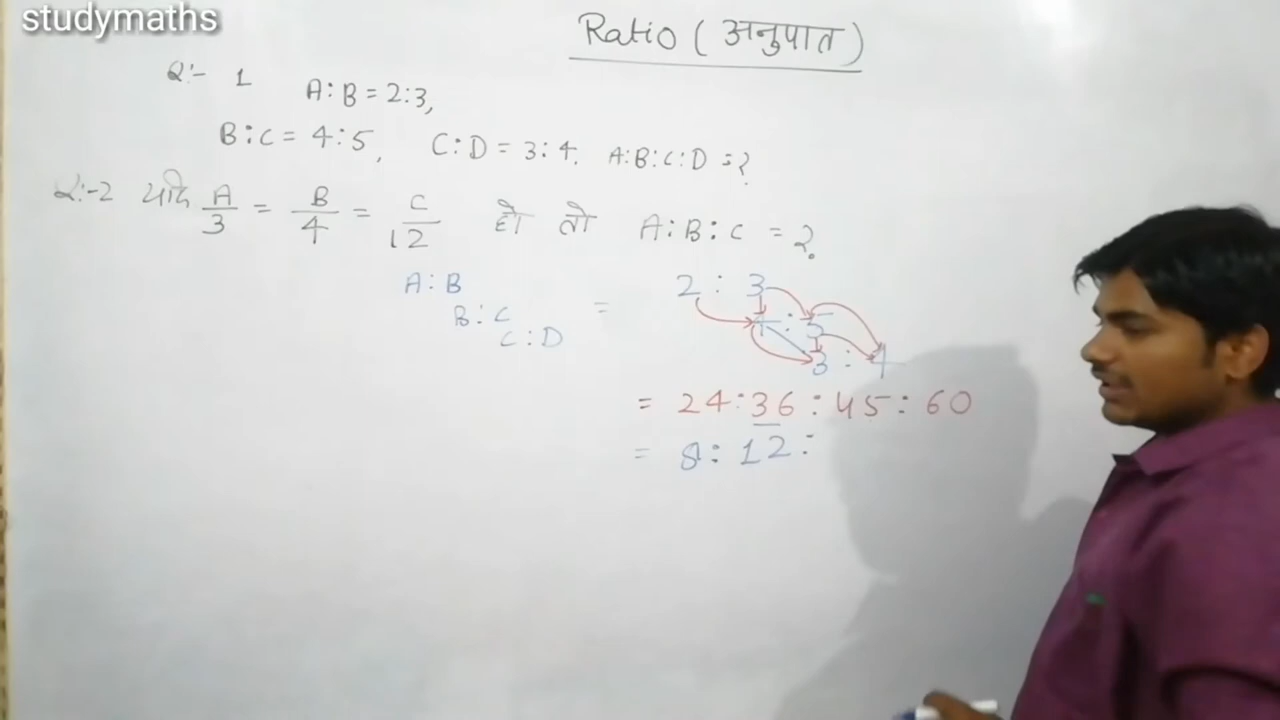 studymaths
Ratio (अनुपात)
Q:- 1 A:B = 2:3,
B:C = 4:5, C:D = 3:4. A:B:C:D = ?
Q:-2 यदि A/3 = B/4 = C/12 हो तो A:B:C = ?
A:B = 2 : 3
B:C 4 : 5
C:D 3 : 4
= 24:36:45:60
= 8:12: